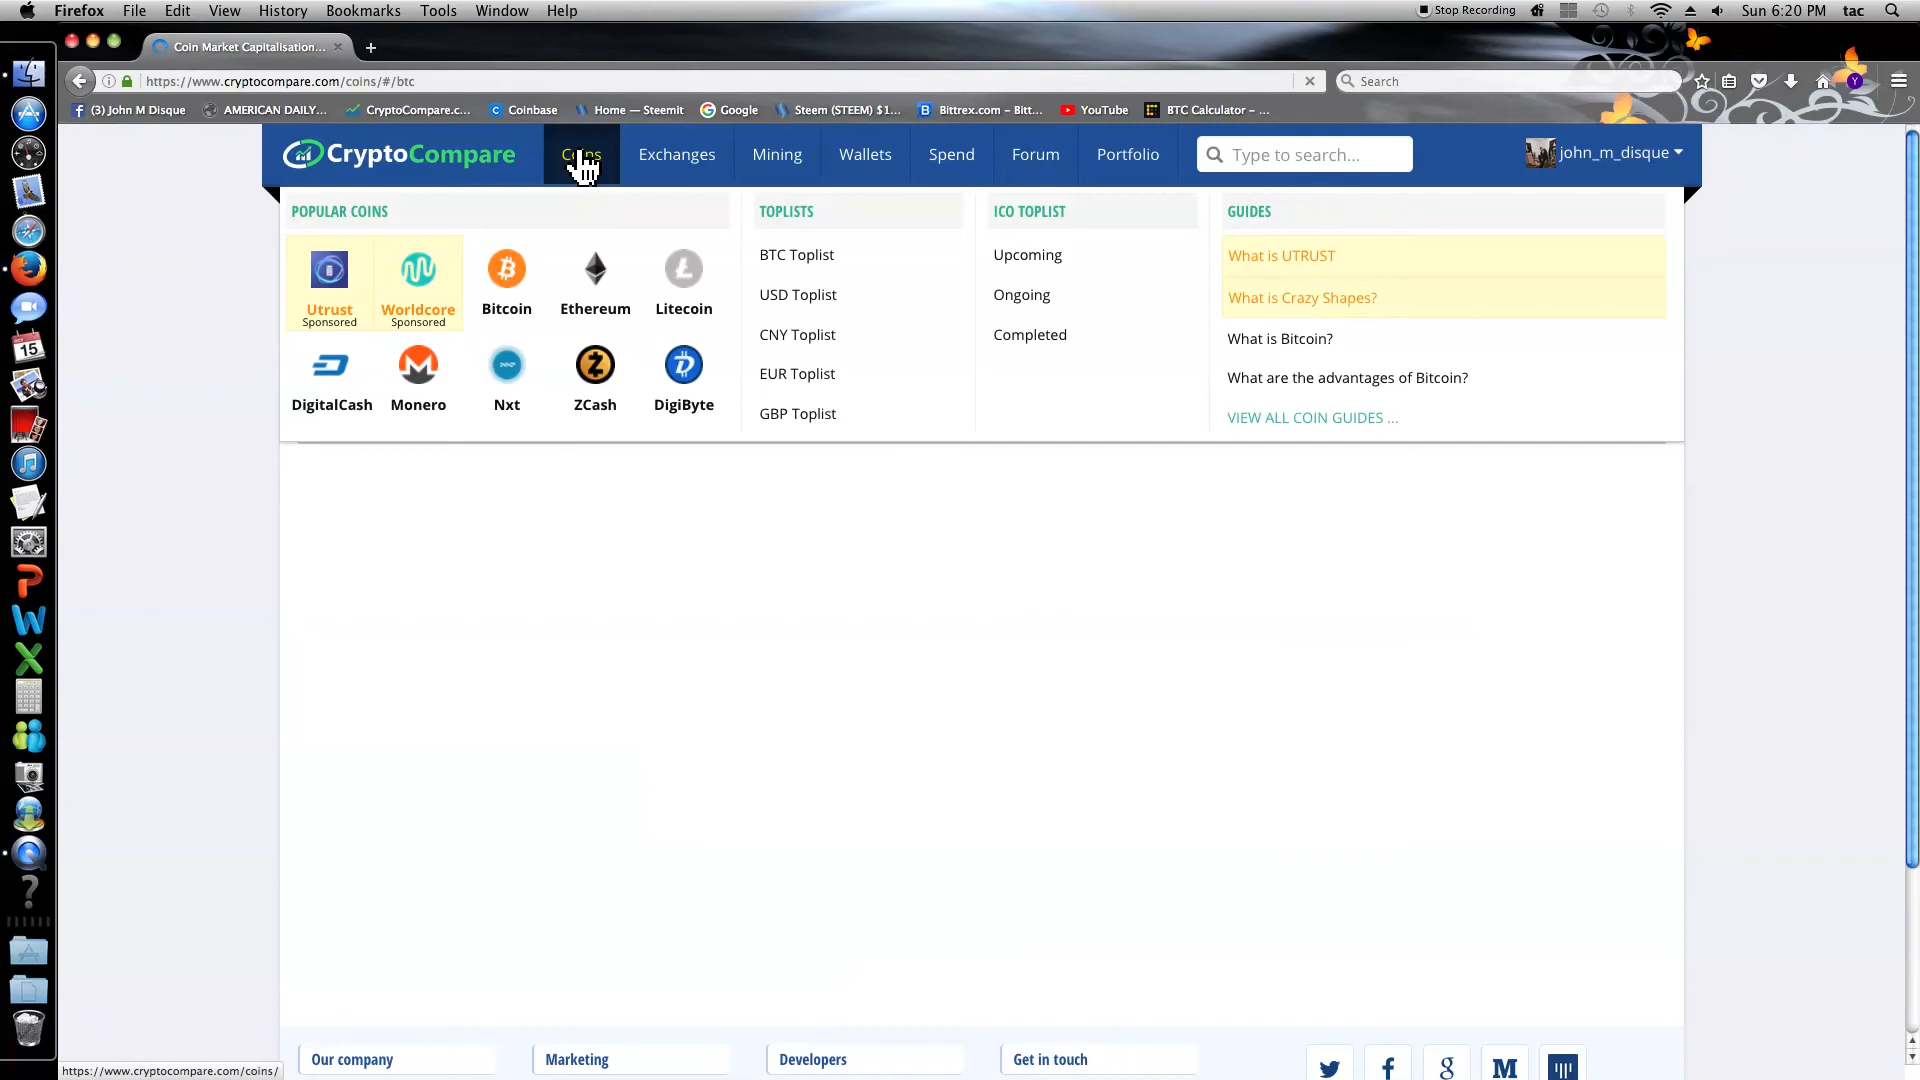 Firefox File Edit View History Bookmarks Tools Window Help Stop Recording Sun 6:20 PM tac
Coin Market Capitalisation...
https://www.cryptocompare.com/coins/#/btc Search
(3) John M Disque AMERICAN DAILY... CryptoCompare.c... Coinbase Home — Steemit Google Steem (STEEM) $1... Bittrex.com – Bitt... YouTube BTC Calculator – ...
CryptoCompare Coins Exchanges Mining Wallets Spend Forum Portfolio Type to search... john_m_disque
POPULAR COINS TOPLISTS ICO TOPLIST GUIDES
BTC Toplist Upcoming What is UTRUST
USD Toplist Ongoing What is Crazy Shapes?
Utrust Worldcore Bitcoin Ethereum Litecoin
Sponsored Sponsored
CNY Toplist Completed What is Bitcoin?
EUR Toplist What are the advantages of Bitcoin?
DigitalCash Monero Nxt ZCash DigiByte
GBP Toplist VIEW ALL COIN GUIDES ...
OCT
15
Our company Marketing Developers Get in touch
https://www.cryptocompare.com/coins/